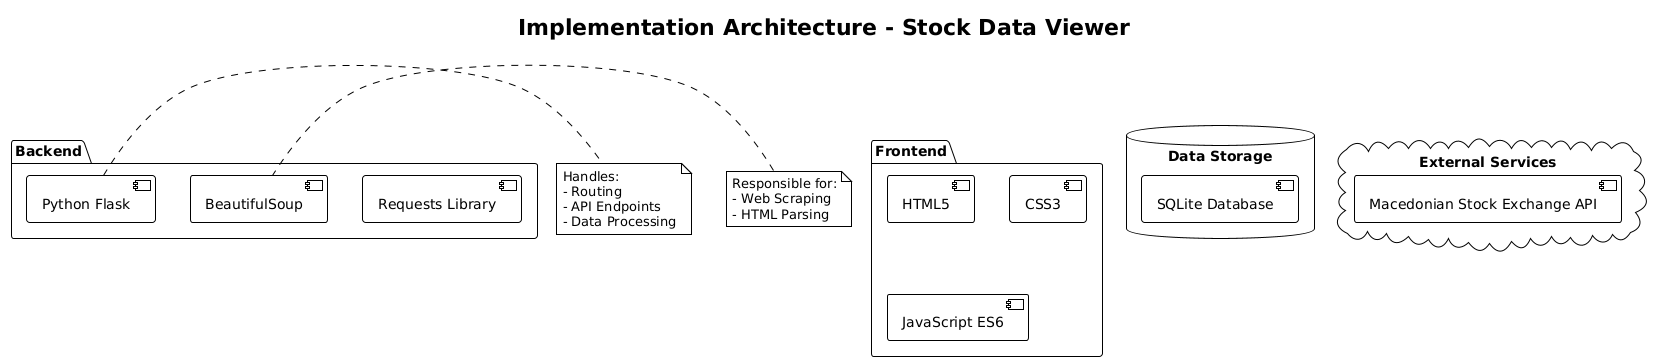 Implementation Architecture - Stock Data Viewer
Backend
Python Flask
BeautifulSoup
Requests Library
Handles:
- Routing
- API Endpoints
- Data Processing
Responsible for:
- Web Scraping
- HTML Parsing
Frontend
HTML5
CSS3
JavaScript ES6
Data Storage
SQLite Database
External Services
Macedonian Stock Exchange API